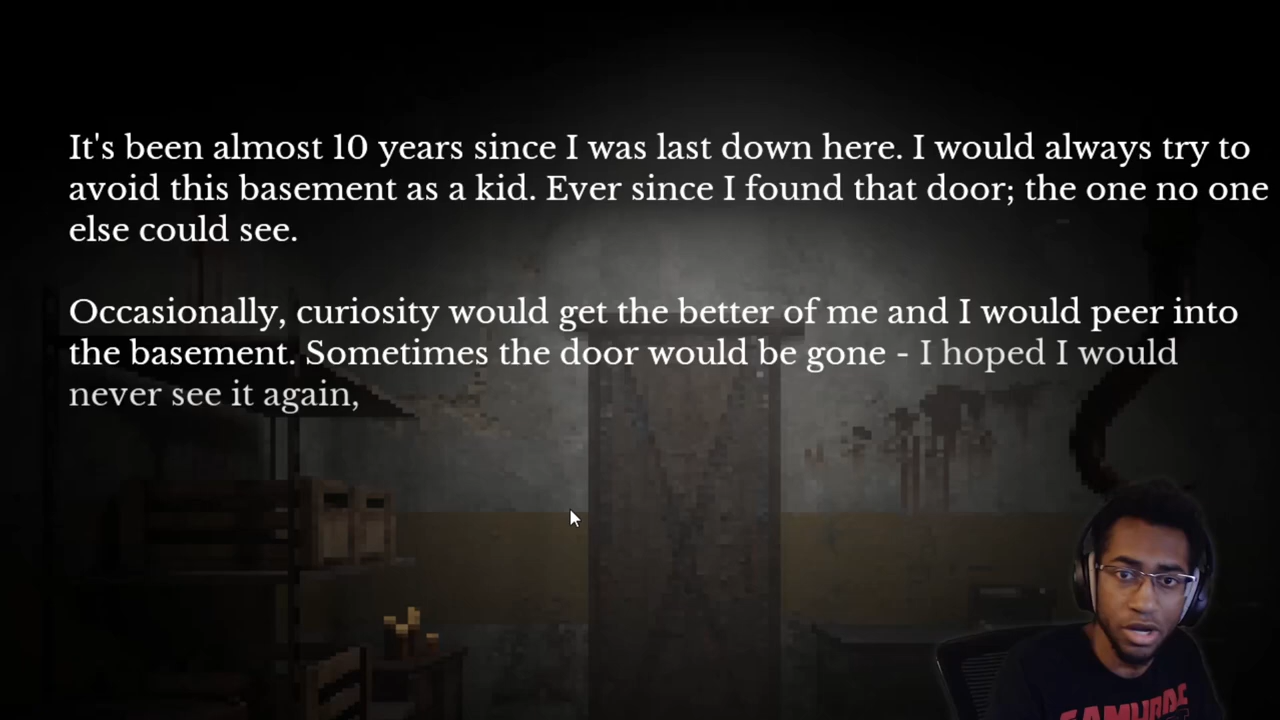 It's been almost 10 years since I was last down here. I would always try to
avoid this basement as a kid. Ever since I found that door; the one no one
else could see.
Occasionally, curiosity would get the better of me and I would peer into
the basement. Sometimes the door would be gone - I hoped I would
never see it again,
SAMURAI